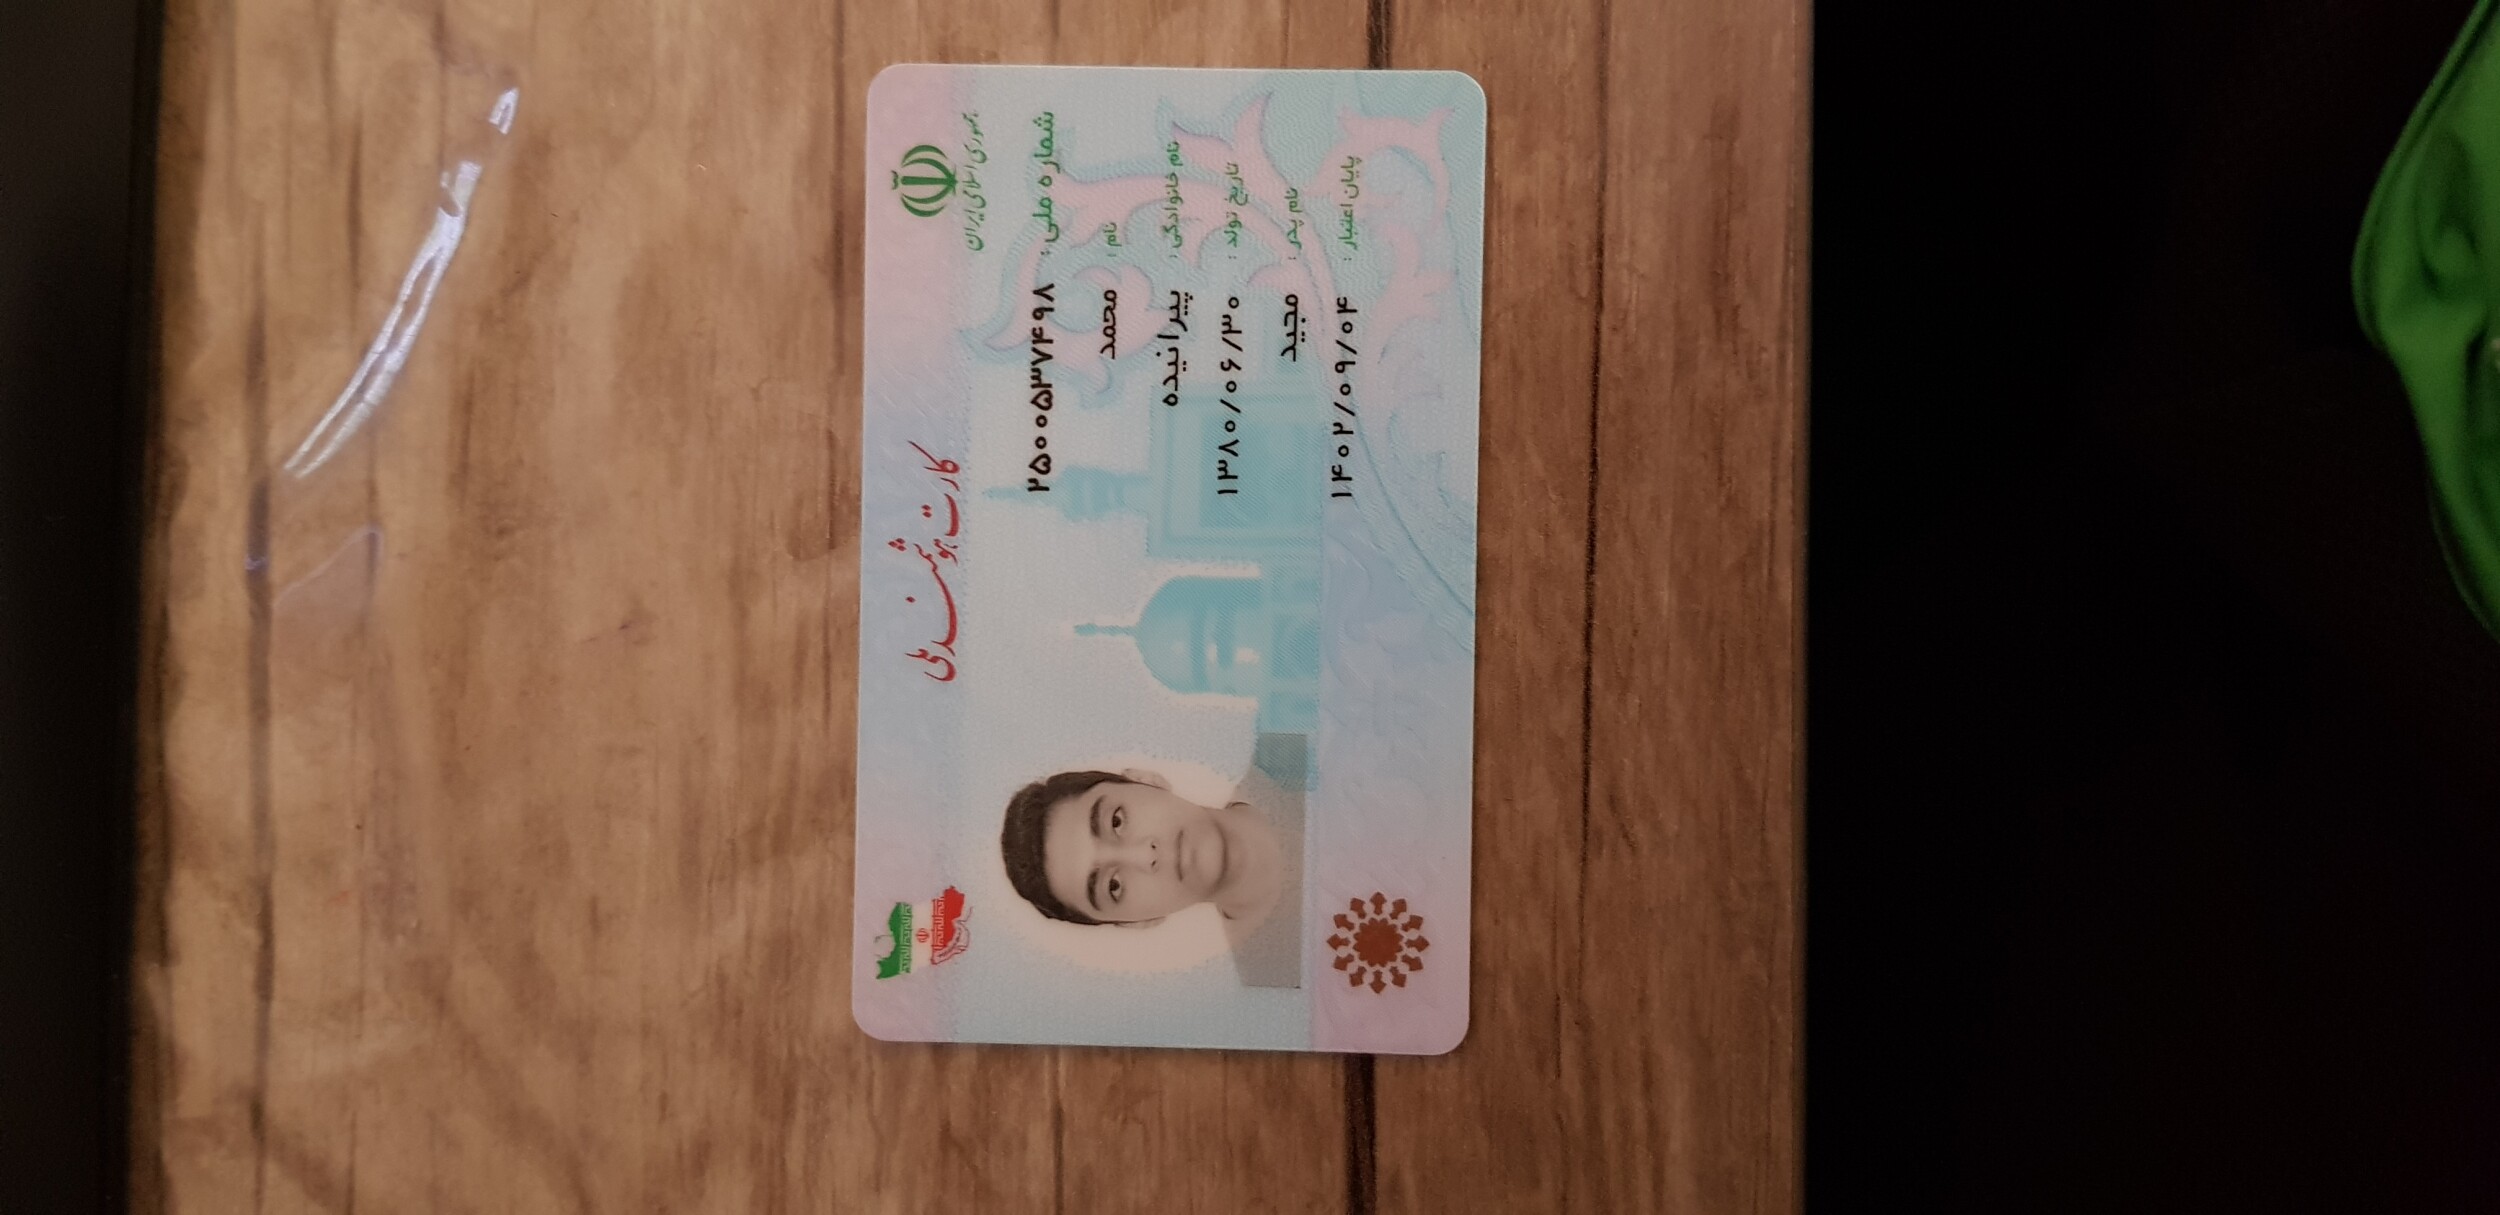 جمهوری اسلامی ایران
کارت هوشمند ملی
شماره ملی : ۲۵۰۰۵۳۷۴۹۸
نام : محمد
نام خانوادگی : پیرانیده
تاریخ تولد : ۱۳۸۰/۰۶/۳۰
نام پدر : مجید
پایان اعتبار : ۱۴۰۲/۰۹/۰۴